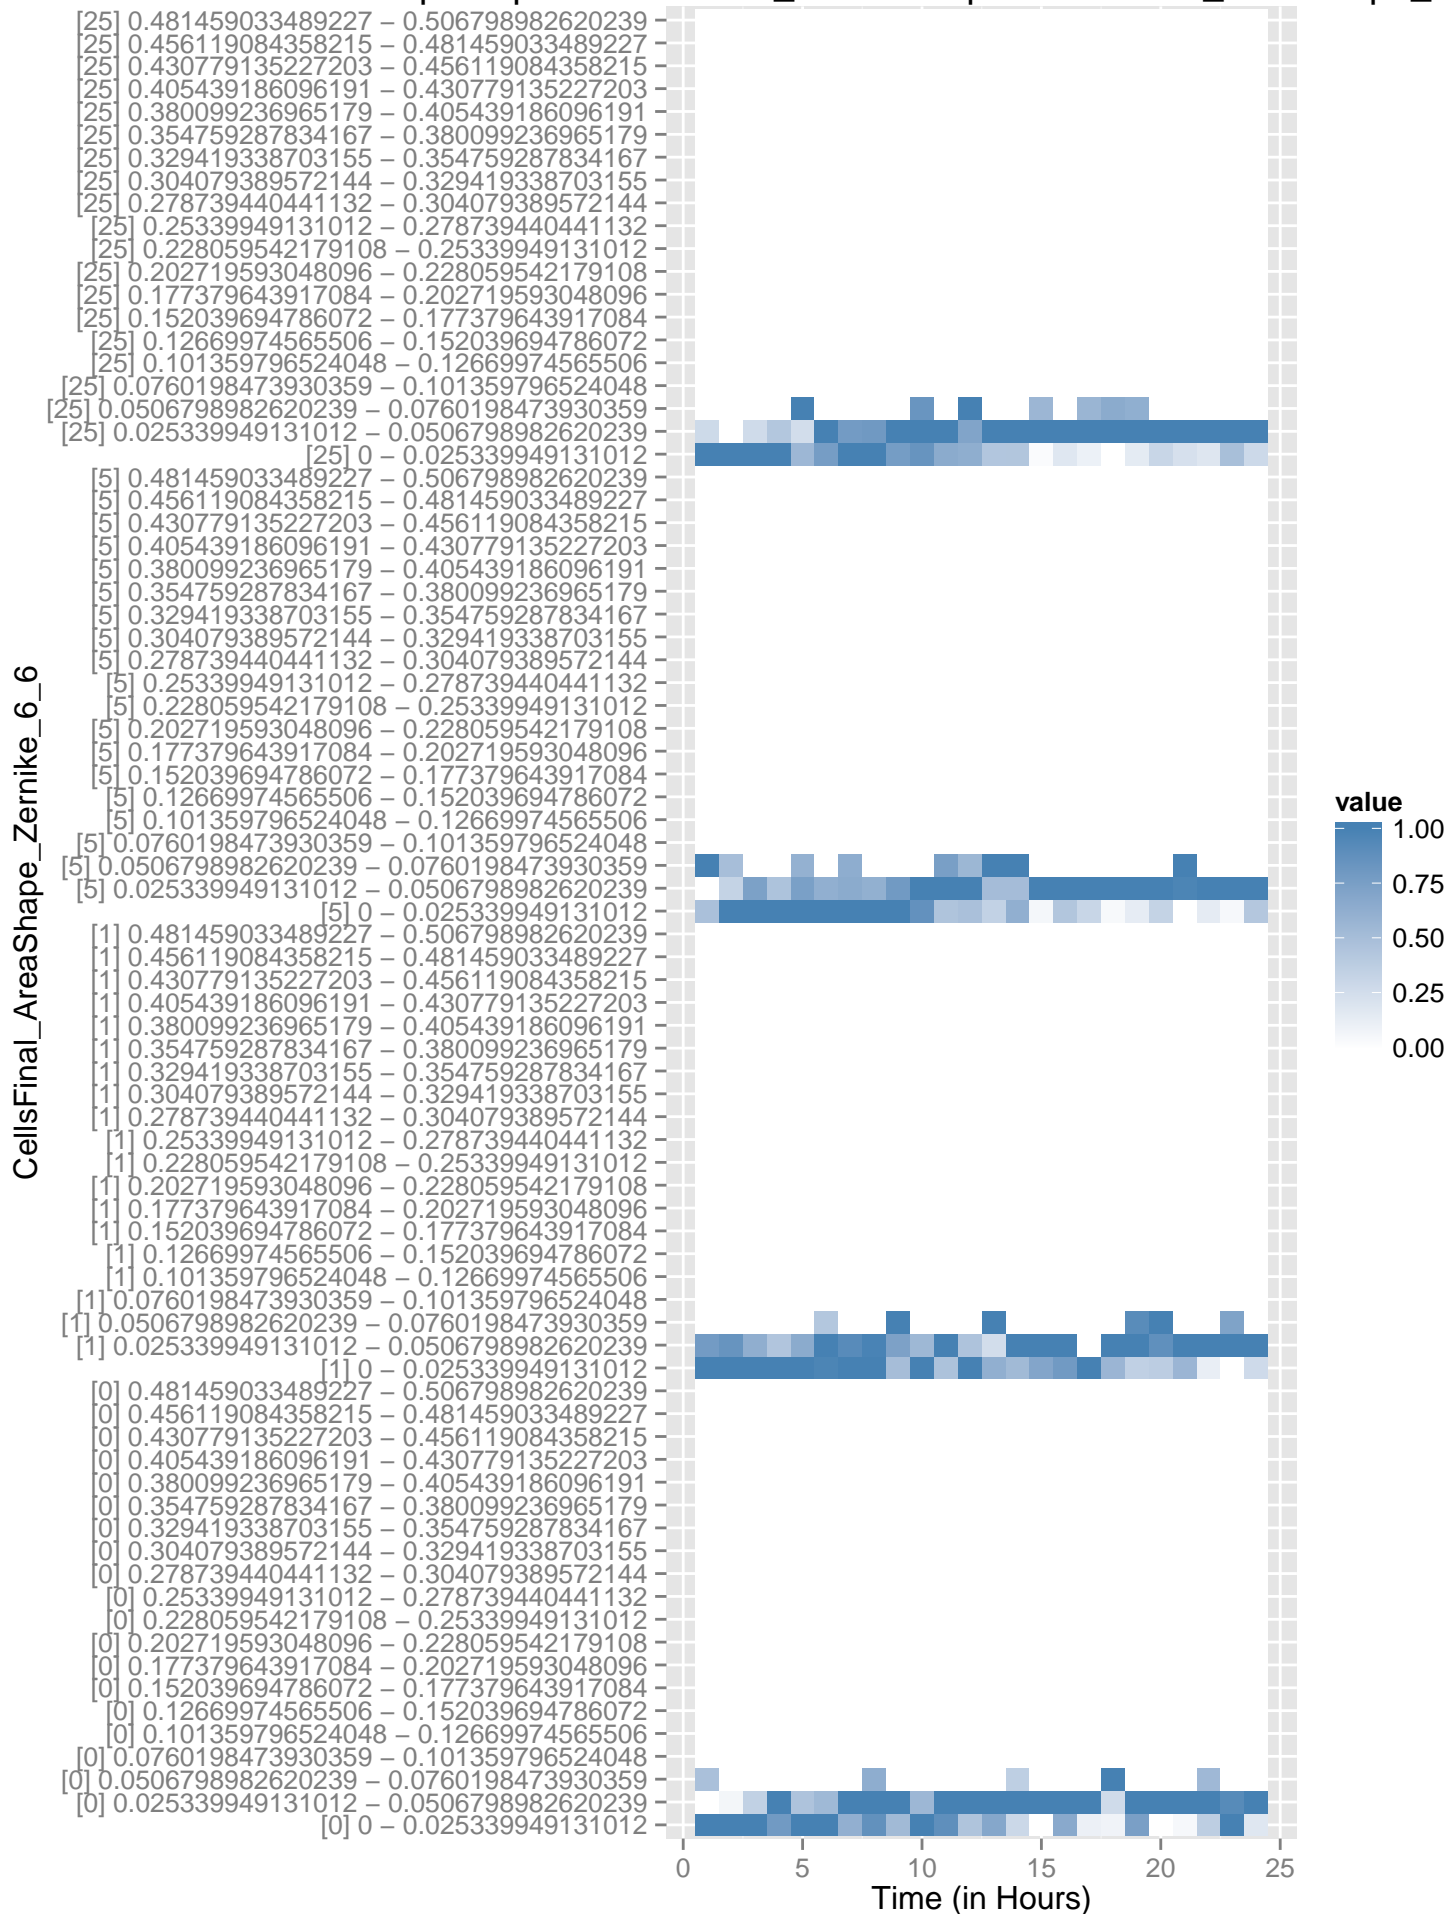 [25] 0.481459033489227 – 0.506798982620239
[25] 0.456119084358215 – 0.481459033489227
[25] 0.430779135227203 – 0.456119084358215
[25] 0.405439186096191 – 0.430779135227203
[25] 0.380099236965179 – 0.405439186096191
[25] 0.354759287834167 – 0.380099236965179
[25] 0.329419338703155 – 0.354759287834167
[25] 0.304079389572144 – 0.329419338703155
[25] 0.278739440441132 – 0.304079389572144
[25] 0.25339949131012 – 0.278739440441132
[25] 0.228059542179108 – 0.25339949131012
[25] 0.202719593048096 – 0.228059542179108
[25] 0.177379643917084 – 0.202719593048096
[25] 0.152039694786072 – 0.177379643917084
[25] 0.12669974565506 – 0.152039694786072
[25] 0.101359796524048 – 0.12669974565506
[25] 0.0760198473930359 – 0.101359796524048
[25] 0.0506798982620239 – 0.0760198473930359
[25] 0.025339949131012 – 0.0506798982620239
[25] 0 – 0.025339949131012
[5] 0.481459033489227 – 0.506798982620239
[5] 0.456119084358215 – 0.481459033489227
[5] 0.430779135227203 – 0.456119084358215
[5] 0.405439186096191 – 0.430779135227203
[5] 0.380099236965179 – 0.405439186096191
[5] 0.354759287834167 – 0.380099236965179
[5] 0.329419338703155 – 0.354759287834167
[5] 0.304079389572144 – 0.329419338703155
[5] 0.278739440441132 – 0.304079389572144
[5] 0.25339949131012 – 0.278739440441132
[5] 0.228059542179108 – 0.25339949131012
[5] 0.202719593048096 – 0.228059542179108
[5] 0.177379643917084 – 0.202719593048096
[5] 0.152039694786072 – 0.177379643917084
[5] 0.12669974565506 – 0.152039694786072
[5] 0.101359796524048 – 0.12669974565506
[5] 0.0760198473930359 – 0.101359796524048
[5] 0.0506798982620239 – 0.0760198473930359
[5] 0.025339949131012 – 0.0506798982620239
[5] 0 – 0.025339949131012
[1] 0.481459033489227 – 0.506798982620239
[1] 0.456119084358215 – 0.481459033489227
[1] 0.430779135227203 – 0.456119084358215
[1] 0.405439186096191 – 0.430779135227203
[1] 0.380099236965179 – 0.405439186096191
[1] 0.354759287834167 – 0.380099236965179
[1] 0.329419338703155 – 0.354759287834167
[1] 0.304079389572144 – 0.329419338703155
[1] 0.278739440441132 – 0.304079389572144
[1] 0.25339949131012 – 0.278739440441132
[1] 0.228059542179108 – 0.25339949131012
[1] 0.202719593048096 – 0.228059542179108
[1] 0.177379643917084 – 0.202719593048096
[1] 0.152039694786072 – 0.177379643917084
[1] 0.12669974565506 – 0.152039694786072
[1] 0.101359796524048 – 0.12669974565506
[1] 0.0760198473930359 – 0.101359796524048
[1] 0.0506798982620239 – 0.0760198473930359
[1] 0.025339949131012 – 0.0506798982620239
[1] 0 – 0.025339949131012
[0] 0.481459033489227 – 0.506798982620239
[0] 0.456119084358215 – 0.481459033489227
[0] 0.430779135227203 – 0.456119084358215
[0] 0.405439186096191 – 0.430779135227203
[0] 0.380099236965179 – 0.405439186096191
[0] 0.354759287834167 – 0.380099236965179
[0] 0.329419338703155 – 0.354759287834167
[0] 0.304079389572144 – 0.329419338703155
[0] 0.278739440441132 – 0.304079389572144
[0] 0.25339949131012 – 0.278739440441132
[0] 0.228059542179108 – 0.25339949131012
[0] 0.202719593048096 – 0.228059542179108
[0] 0.177379643917084 – 0.202719593048096
[0] 0.152039694786072 – 0.177379643917084
[0] 0.12669974565506 – 0.152039694786072
[0] 0.101359796524048 – 0.12669974565506
[0] 0.0760198473930359 – 0.101359796524048
[0] 0.0506798982620239 – 0.0760198473930359
[0] 0.025339949131012 – 0.0506798982620239
[0] 0 – 0.025339949131012
CellsFinal_AreaShape_Zernike_6_6
0 5 10 15 20 25
Time (in Hours)
value
1.00
0.75
0.50
0.25
0.00